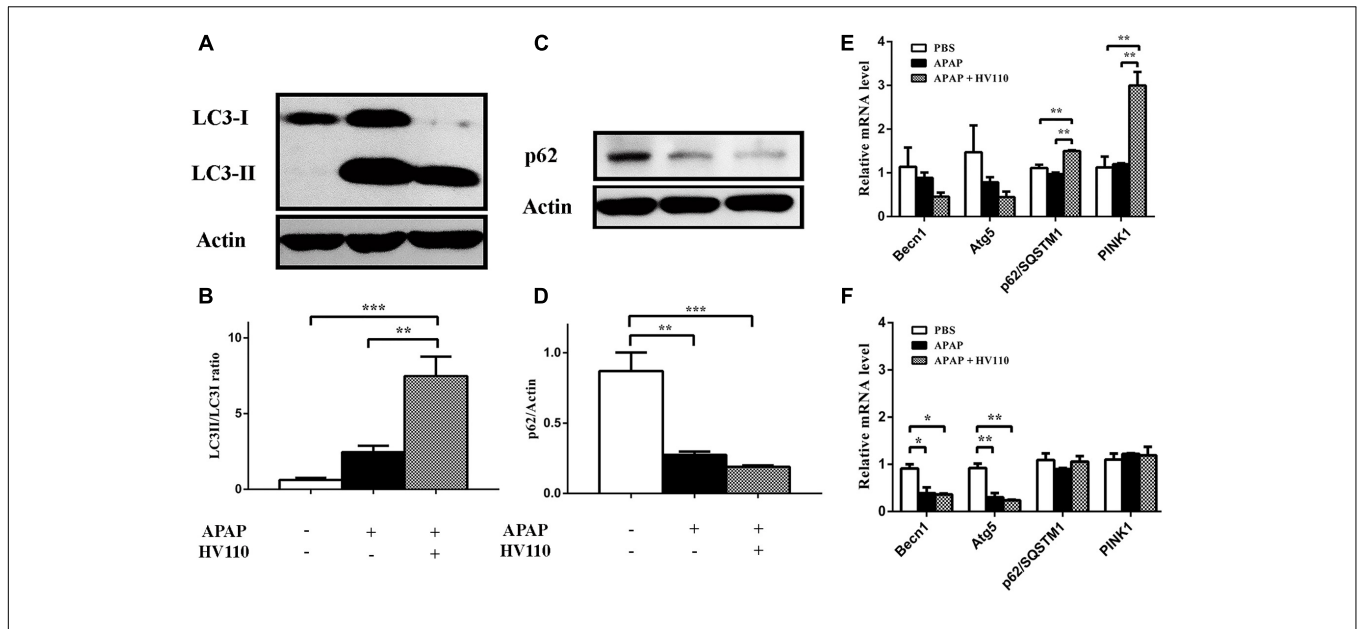 A
LC3-I
LC3-II
Actin
B
***
**
LC3II/LC3I ratio
10
5
0
APAP - + +
HV110 - - +
C
p62
Actin
D
***
**
p62/Actin
1.0
0.5
0.0
APAP - + +
HV110 - - +
E
Relative mRNA level
4
3
2
1
0
PBS
APAP
APAP + HV110
**
**
**
**
Becn1
Atg5
p62/SQSTM1
PINK1
F
Relative mRNA level
4
3
2
1
0
PBS
APAP
APAP + HV110
*
*
**
**
Becn1
Atg5
p62/SQSTM1
PINK1